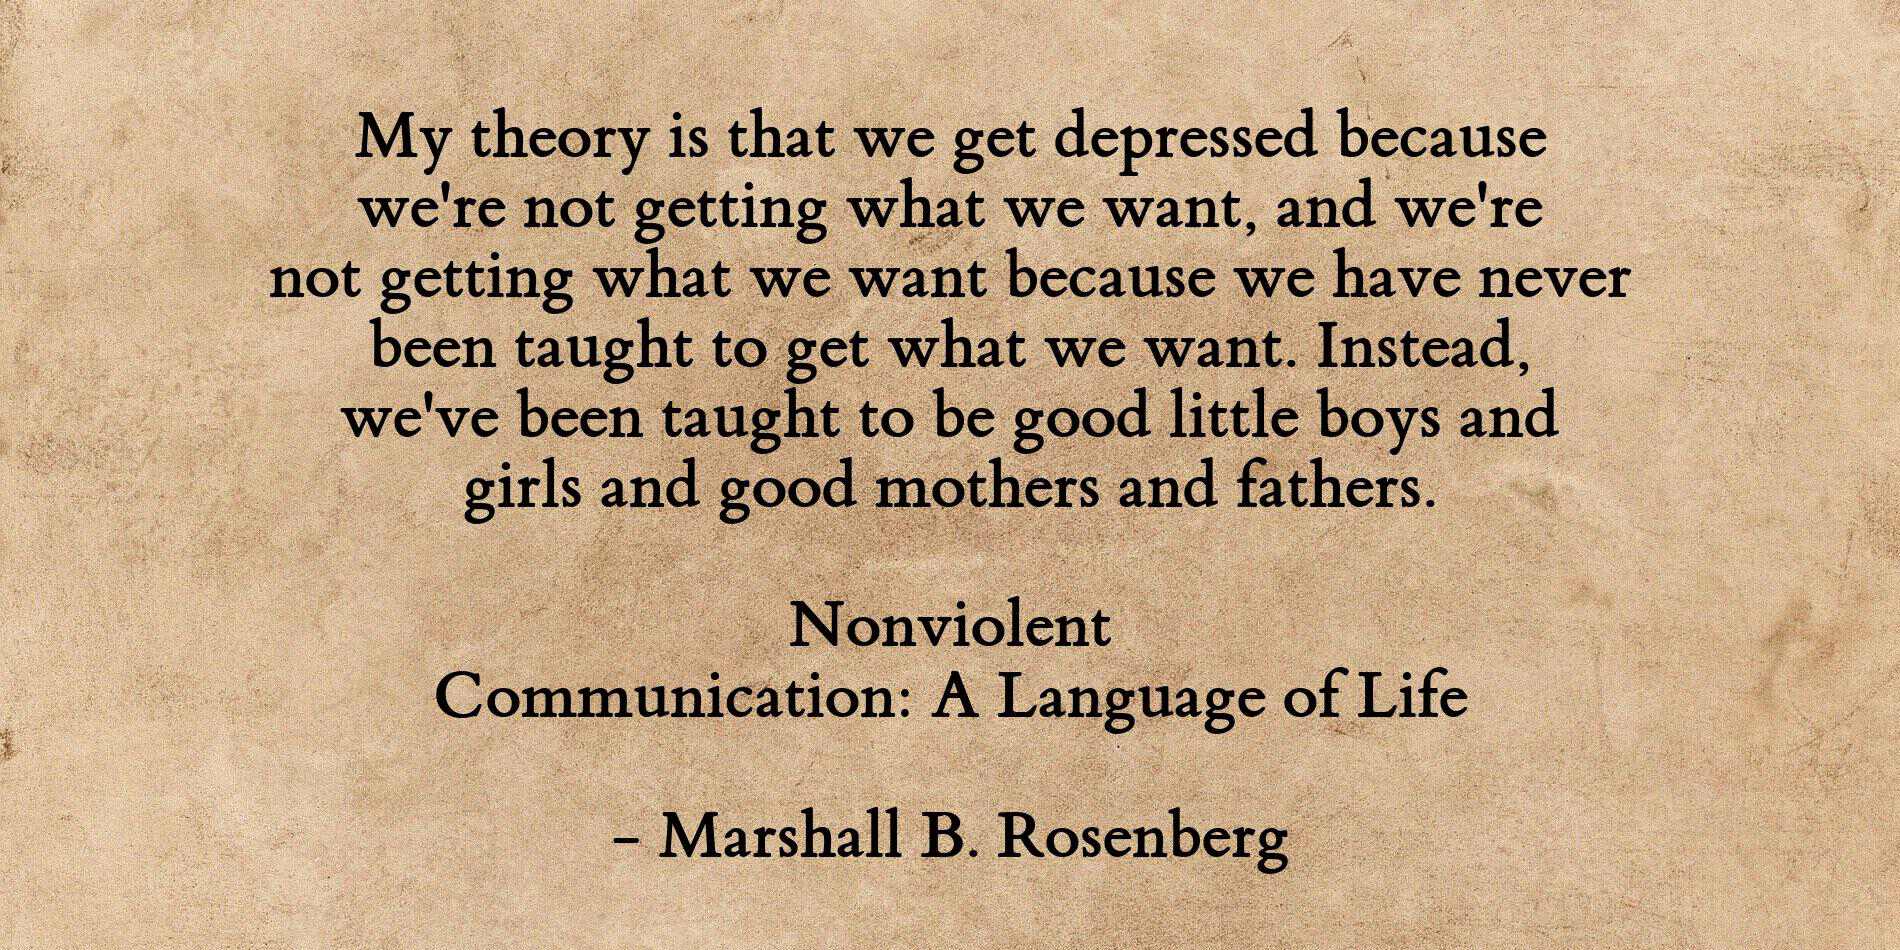 My theory is that we get depressed because
we're not getting what we want, and we're
not getting what we want because we have never
been taught to get what we want. Instead,
we've been taught to be good little boys and
girls and good mothers and fathers.
Nonviolent
Communication: A Language of Life
- Marshall B. Rosenberg